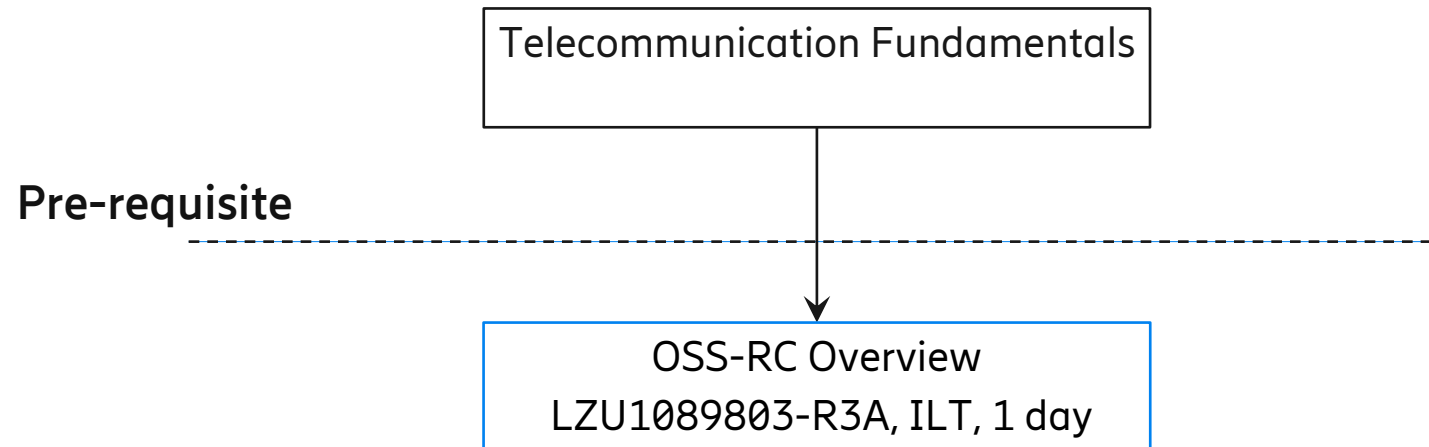 Telecommunication Fundamentals
Pre-requisite
OSS-RC Overview
LZU1089803-R3A, ILT, 1 day